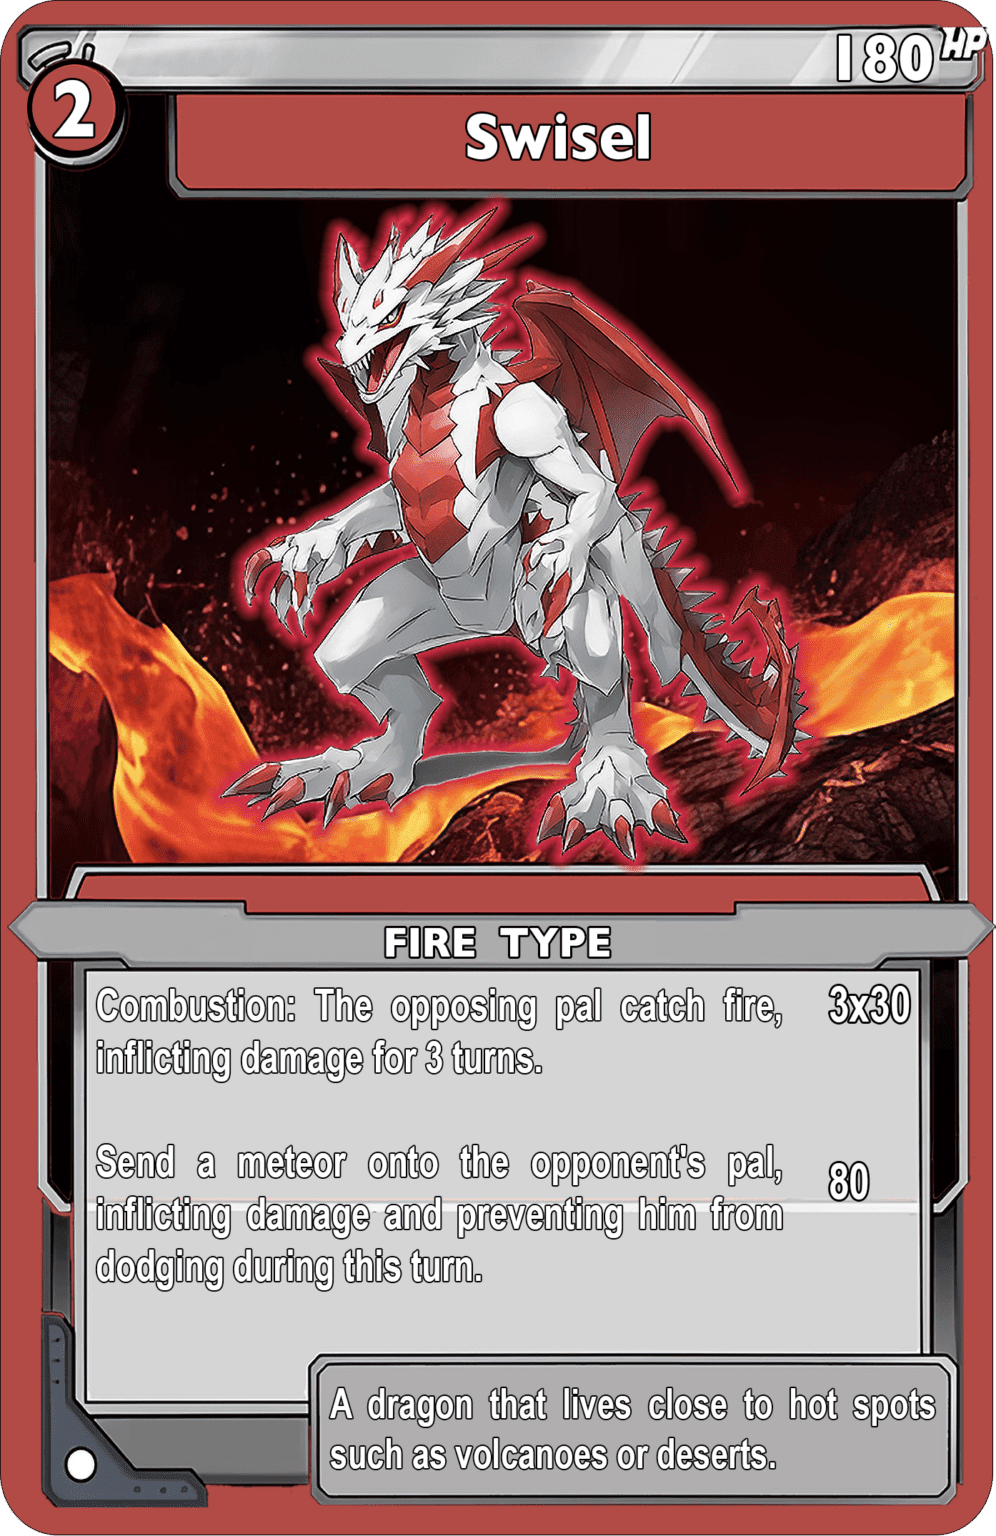 180 HP
2
Swisel
FIRE TYPE
Combustion: The opposing pal catch fire, 3x30
inflicting damage for 3 turns.
Send a meteor onto the opponent's pal,
80
inflicting damage and preventing him from
dodging during this turn.
A dragon that lives close to hot spots
such as volcanoes or deserts.